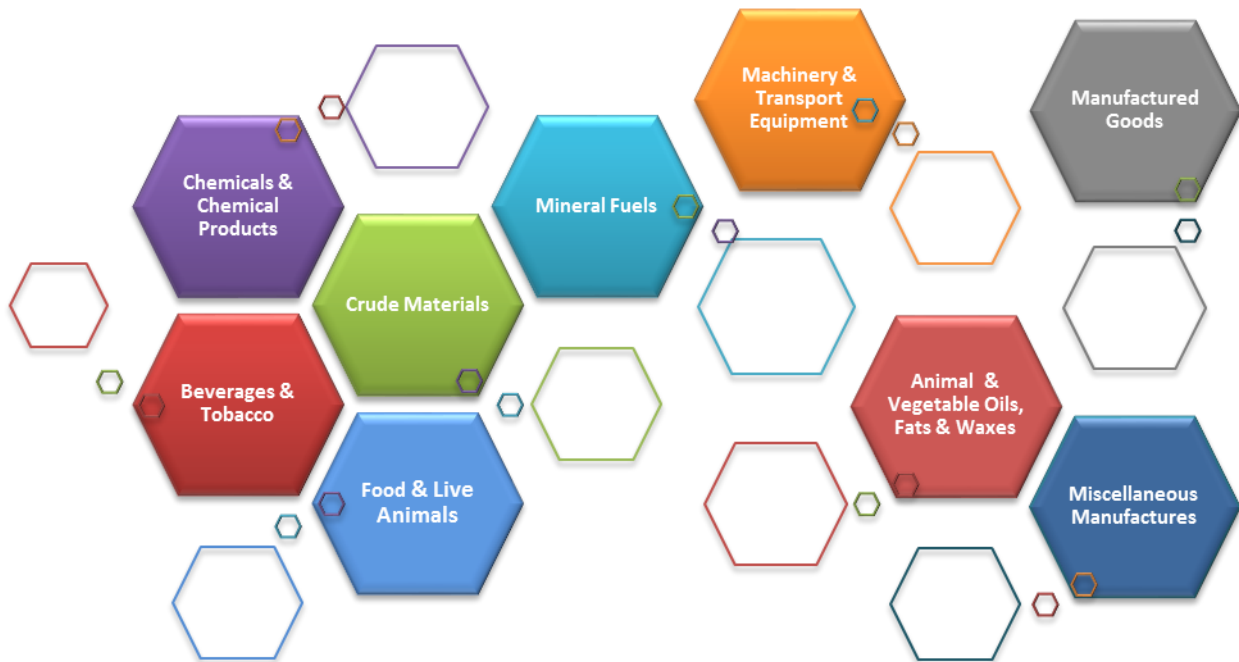 Machinery &
Transport
Equipment
Manufactured
Goods
Chemicals &
Chemical
Products
Mineral Fuels
Crude Materials
Beverages &
Tobacco
Animal  &
Vegetable Oils,
Fats & Waxes
Food & Live
Animals
Miscellaneous
Manufactures